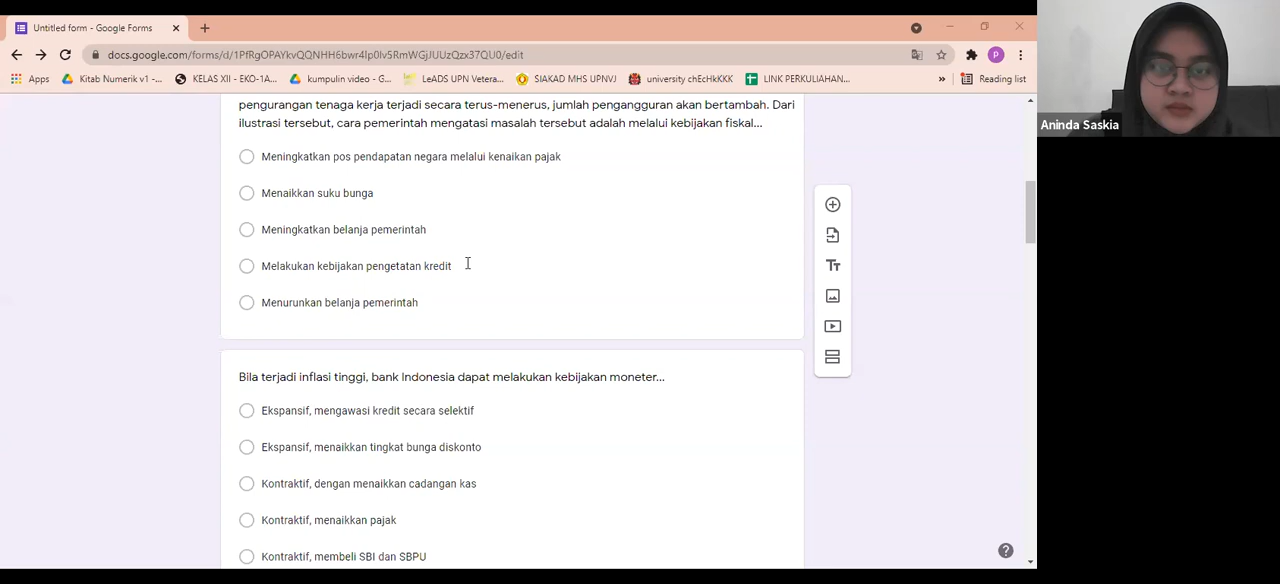 Untitled form - Google Forms
docs.google.com/forms/d/1PfRgOPAYkvQQNHH6bwr4lp0lv5RmWGjJUUzQzx37QU0/edit
P
Apps
Kitab Numerik v1 -...
KELAS XII - EKO-1A...
kumpulin video - G...
LeADS UPN Vetera...
SIAKAD MHS UPNVJ
university chEcHkKKK
LINK PERKULIAHAN...
»
Reading list
Aninda Saskia
pengurangan tenaga kerja terjadi secara terus-menerus, jumlah pengangguran akan bertambah. Dari
ilustrasi tersebut, cara pemerintah mengatasi masalah tersebut adalah melalui kebijakan fiskal...
Meningkatkan pos pendapatan negara melalui kenaikan pajak
Menaikkan suku bunga
Meningkatkan belanja pemerintah
Melakukan kebijakan pengetatan kredit
Menurunkan belanja pemerintah
Tт
Bila terjadi inflasi tinggi, bank Indonesia dapat melakukan kebijakan moneter...
Ekspansif, mengawasi kredit secara selektif
Ekspansif, menaikkan tingkat bunga diskonto
Kontraktif, dengan menaikkan cadangan kas
Kontraktif, menaikkan pajak
Kontraktif, membeli SBI dan SBPU